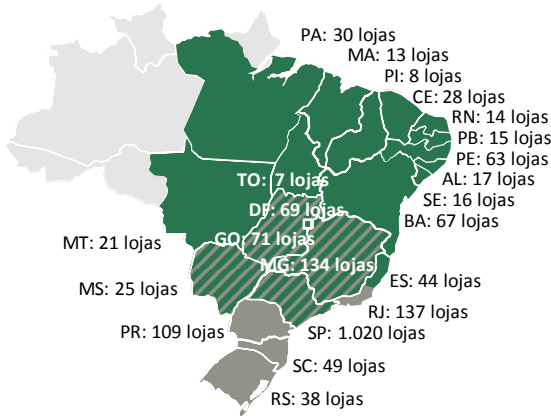 PA: 30 lojas
MA: 13 lojas
PI: 8 lojas
CE: 28 lojas
RN: 14 lojas
PB: 15 lojas
PE: 63 lojas
TO: 7 lojas
AL: 17 lojas
SE: 16 lojas
DF: 69 lojas
BA: 67 lojas
MT: 21 lojas
GO: 71 lojas
MG: 134 lojas
ES: 44 lojas
MS: 25 lojas
RJ: 137 lojas
PR: 109 lojas
SP: 1.020 lojas
SC: 49 lojas
RS: 38 lojas